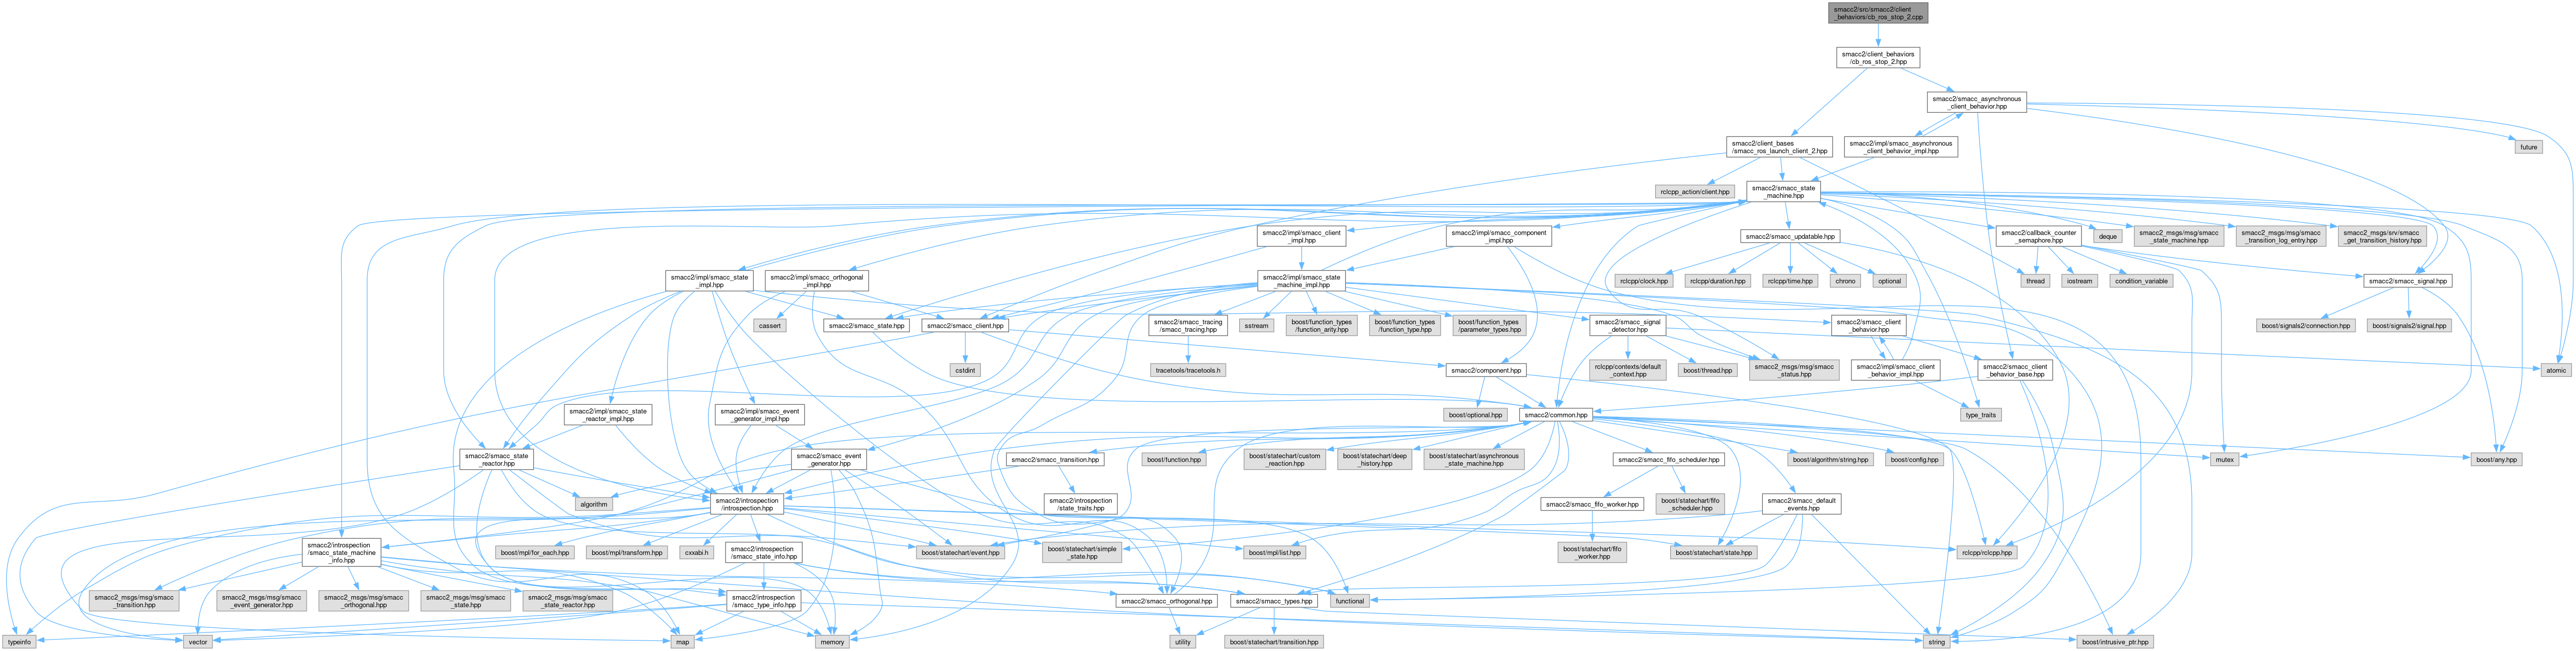 smacc2/src/smacc2/client
_behaviors/cb_ros_stop_2.cpp
smacc2/client_behaviors
/cb_ros_stop_2.hpp
smacc2/smacc_asynchronous
_client_behavior.hpp
smacc2/client_bases
/smacc_ros_launch_client_2.hpp
smacc2/impl/smacc_asynchronous
_client_behavior_impl.hpp
future
rclcpp_action/client.hpp
smacc2/smacc_state
_machine.hpp
smacc2/impl/smacc_client
_impl.hpp
smacc2/impl/smacc_component
_impl.hpp
smacc2/smacc_updatable.hpp
smacc2/callback_counter
_semaphore.hpp
deque
smacc2_msgs/msg/smacc
_state_machine.hpp
smacc2_msgs/msg/smacc
_transition_log_entry.hpp
smacc2_msgs/srv/smacc
_get_transition_history.hpp
smacc2/impl/smacc_state
_impl.hpp
smacc2/impl/smacc_orthogonal
_impl.hpp
smacc2/impl/smacc_state
_machine_impl.hpp
rclcpp/clock.hpp
rclcpp/duration.hpp
rclcpp/time.hpp
chrono
optional
thread
iostream
condition_variable
smacc2/smacc_signal.hpp
cassert
smacc2/smacc_state.hpp
smacc2/smacc_client.hpp
smacc2/smacc_tracing
/smacc_tracing.hpp
sstream
boost/function_types
/function_arity.hpp
boost/function_types
/function_type.hpp
boost/function_types
/parameter_types.hpp
smacc2/smacc_signal
_detector.hpp
smacc2/smacc_client
_behavior.hpp
boost/signals2/connection.hpp
boost/signals2/signal.hpp
cstdint
tracetools/tracetools.h
smacc2/component.hpp
rclcpp/contexts/default
_context.hpp
boost/thread.hpp
smacc2_msgs/msg/smacc
_status.hpp
smacc2/impl/smacc_client
_behavior_impl.hpp
smacc2/smacc_client
_behavior_base.hpp
atomic
smacc2/impl/smacc_state
_reactor_impl.hpp
smacc2/impl/smacc_event
_generator_impl.hpp
boost/optional.hpp
smacc2/common.hpp
type_traits
smacc2/smacc_state
_reactor.hpp
smacc2/smacc_event
_generator.hpp
smacc2/smacc_transition.hpp
boost/function.hpp
boost/statechart/custom
_reaction.hpp
boost/statechart/deep
_history.hpp
boost/statechart/asynchronous
_state_machine.hpp
smacc2/smacc_fifo_scheduler.hpp
boost/algorithm/string.hpp
boost/config.hpp
mutex
boost/any.hpp
algorithm
smacc2/introspection
/introspection.hpp
smacc2/introspection
/state_traits.hpp
smacc2/smacc_fifo_worker.hpp
boost/statechart/fifo
_scheduler.hpp
smacc2/smacc_default
_events.hpp
smacc2/introspection
/smacc_state_machine
_info.hpp
boost/mpl/for_each.hpp
boost/mpl/transform.hpp
cxxabi.h
smacc2/introspection
/smacc_state_info.hpp
boost/statechart/event.hpp
boost/statechart/simple
_state.hpp
boost/mpl/list.hpp
boost/statechart/fifo
_worker.hpp
boost/statechart/state.hpp
rclcpp/rclcpp.hpp
smacc2_msgs/msg/smacc
_transition.hpp
smacc2_msgs/msg/smacc
_event_generator.hpp
smacc2_msgs/msg/smacc
_orthogonal.hpp
smacc2_msgs/msg/smacc
_state.hpp
smacc2_msgs/msg/smacc
_state_reactor.hpp
smacc2/introspection
/smacc_type_info.hpp
smacc2/smacc_orthogonal.hpp
smacc2/smacc_types.hpp
functional
typeinfo
vector
map
memory
utility
boost/statechart/transition.hpp
string
boost/intrusive_ptr.hpp